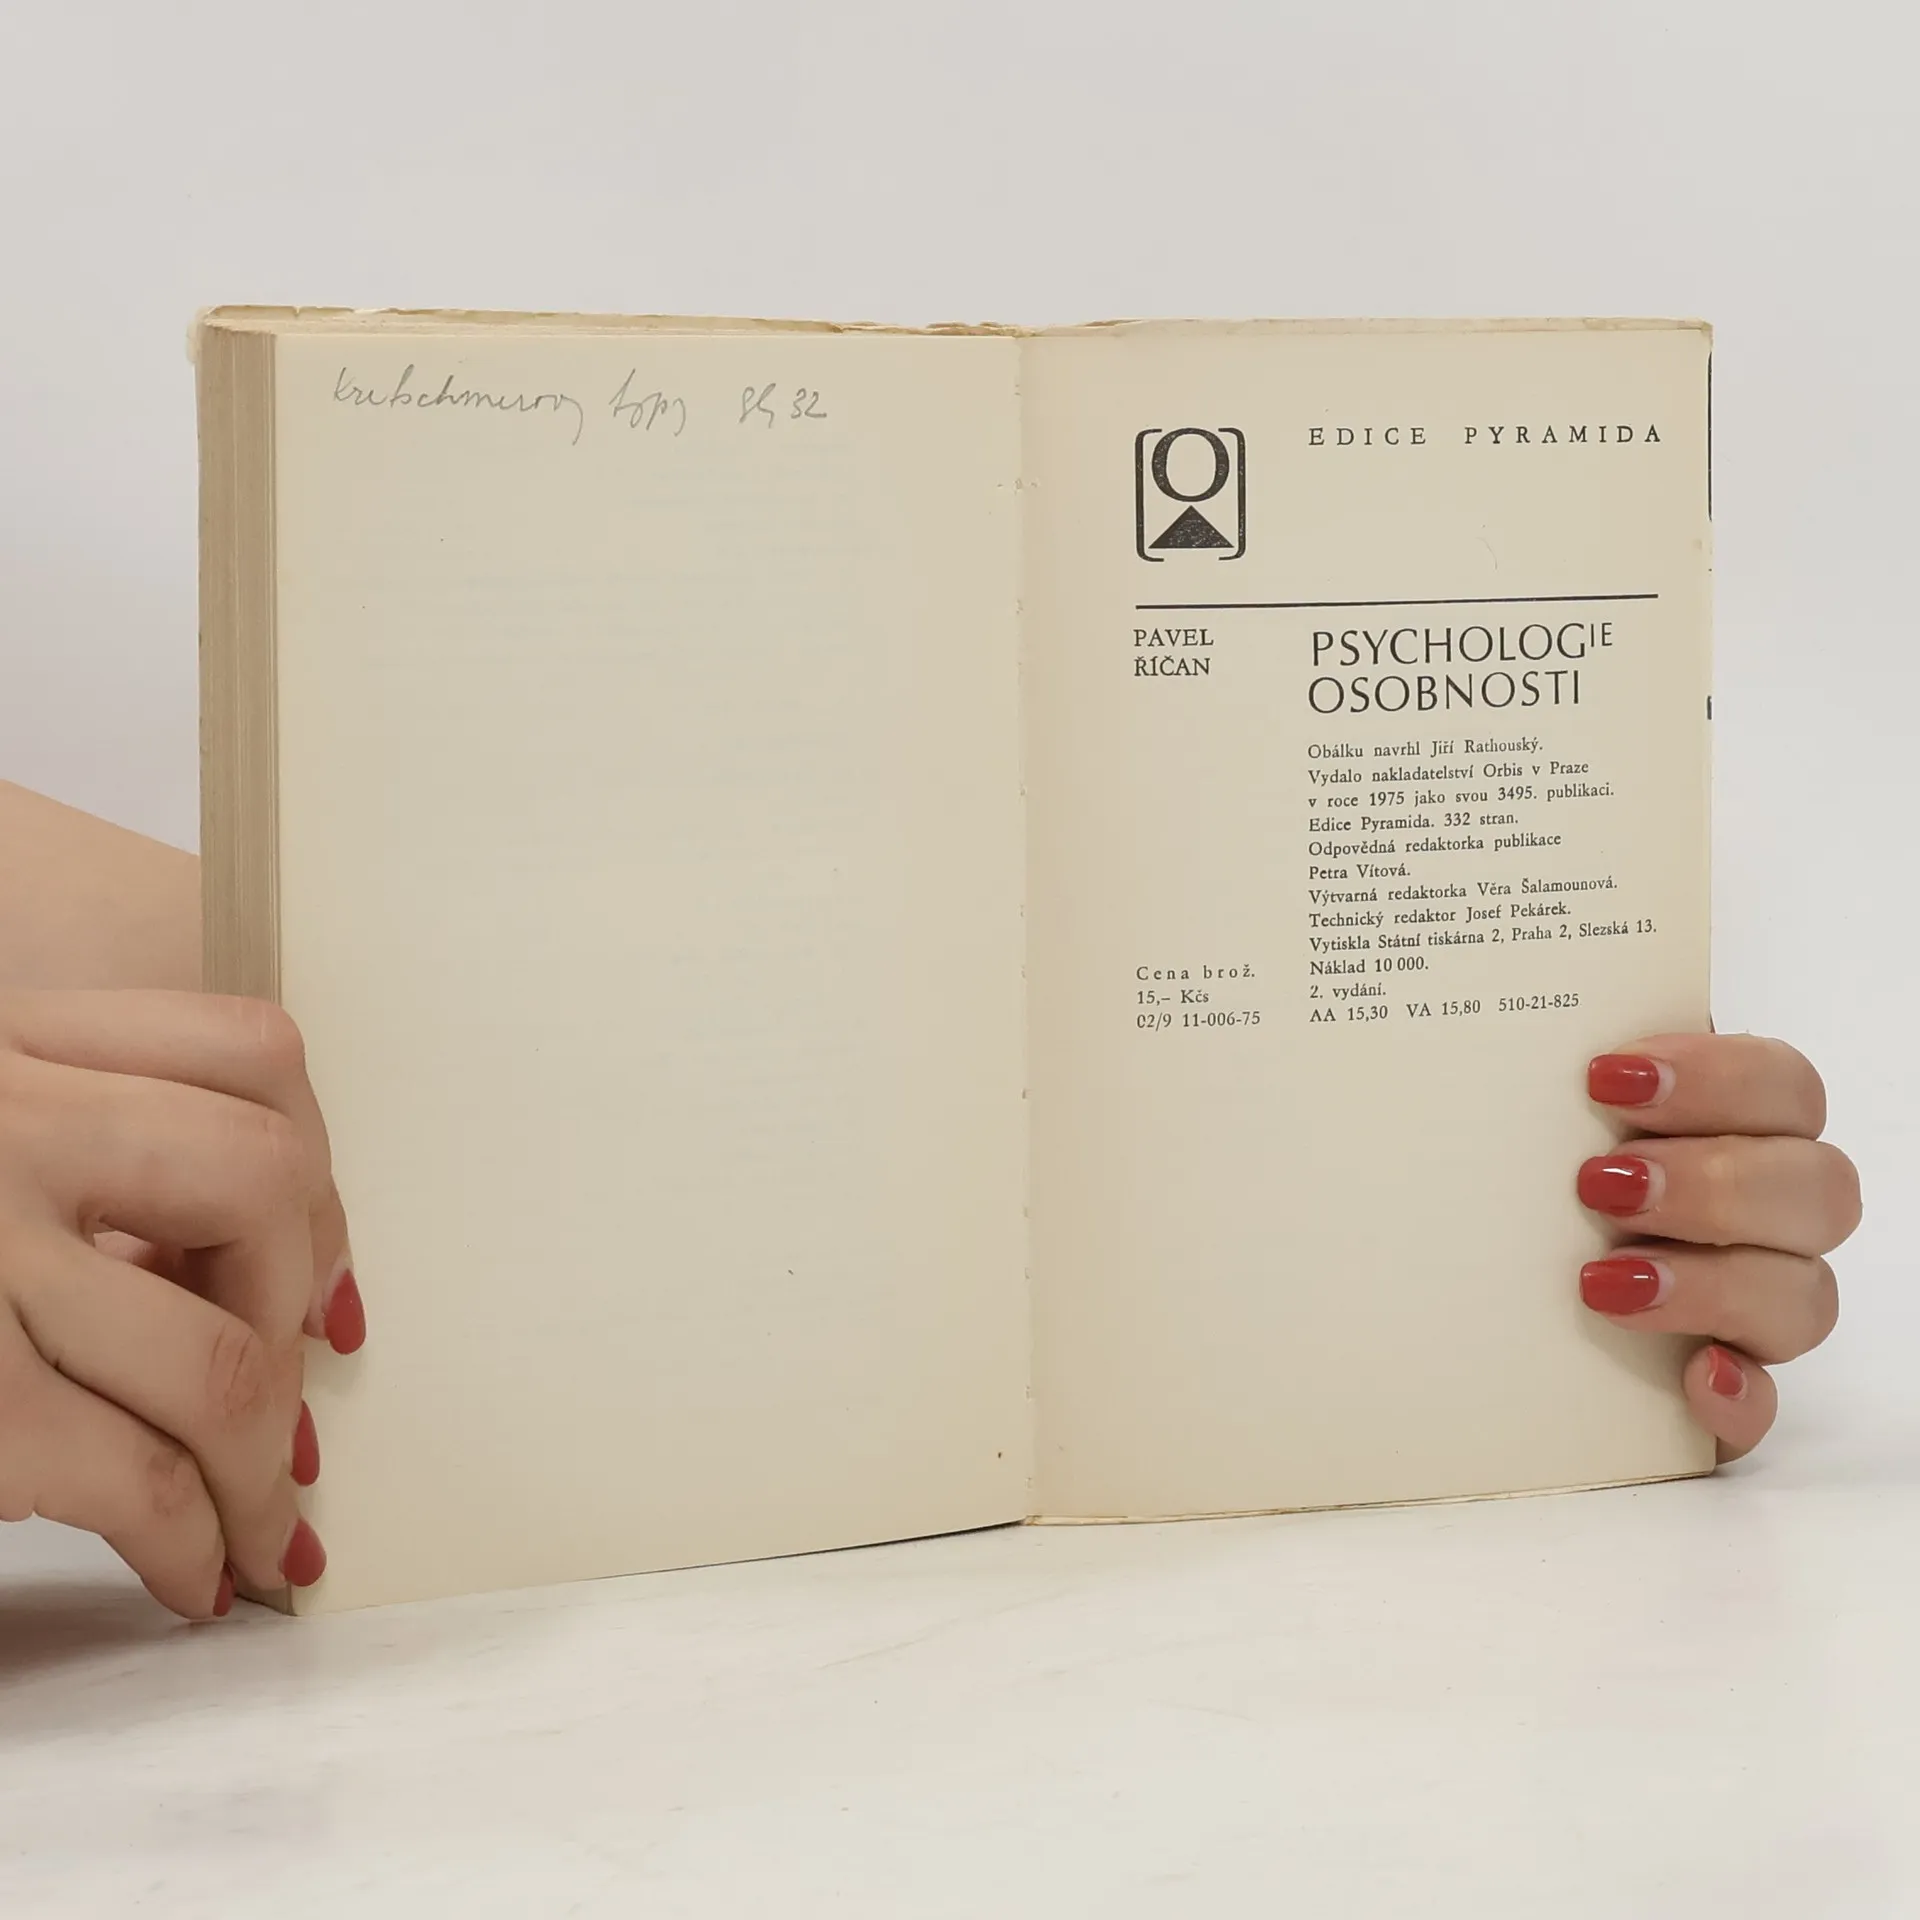 Kretschmerovy typy 32
EDICE PYRAMIDA
PAVEL
ŘÍČAN
PSYCHOLOGIE
OSOBNOSTI
Obálku navrhl Jiří Rathouský.
Vydalo nakladatelství Orbis v Praze
v roce 1975 jako svou 3495. publikaci.
Edice Pyramida. 332 stran.
Odpovědná redaktorka publikace
Petra Vítová.
Výtvarná redaktorka Věra Šalamounová.
Technický redaktor Josef Pekárek.
Vytiskla Státní tiskárna 2, Praha 2, Slezská 13.
Náklad 10 000.
2. vydání.
AA 15,30 VA 15,80 510-21-825
Cena brož.
15,– Kčs
02/9 11-006-75